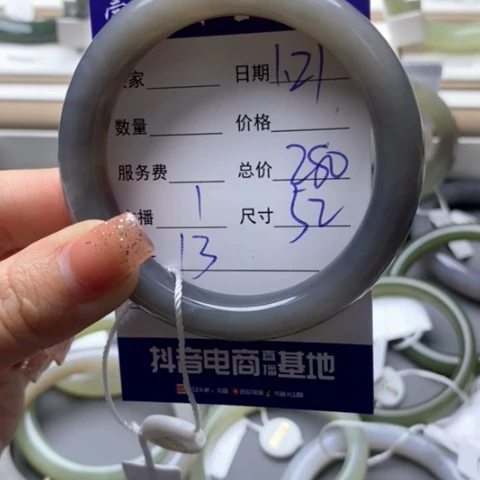 家 日期 1.21
数量 价格
服务费 总价 280
播 1 尺寸 52
13
抖音电商直播基地